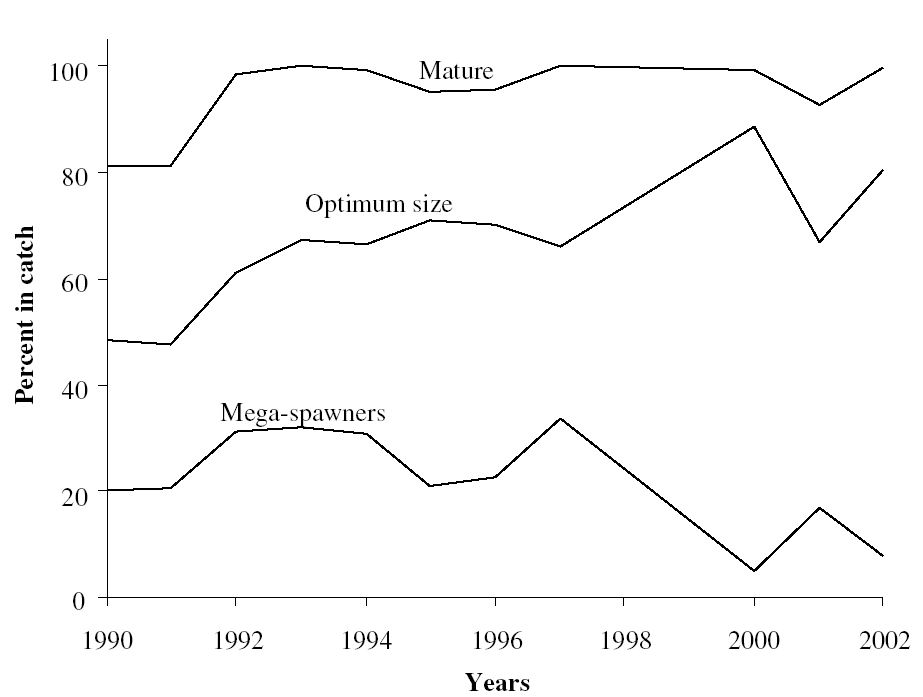 100
80
60
40
20
0
Percent in catch
Mature
Optimum size
Mega-spawners
1990 1992 1994 1996 1998 2000 2002
Years